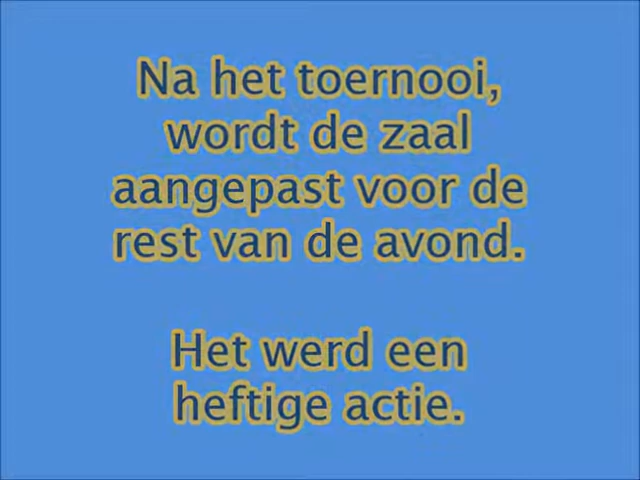 Na het toernooi,
wordt de zaal
aangepast voor de
rest van de avond.
Het werd een
heftige actie.